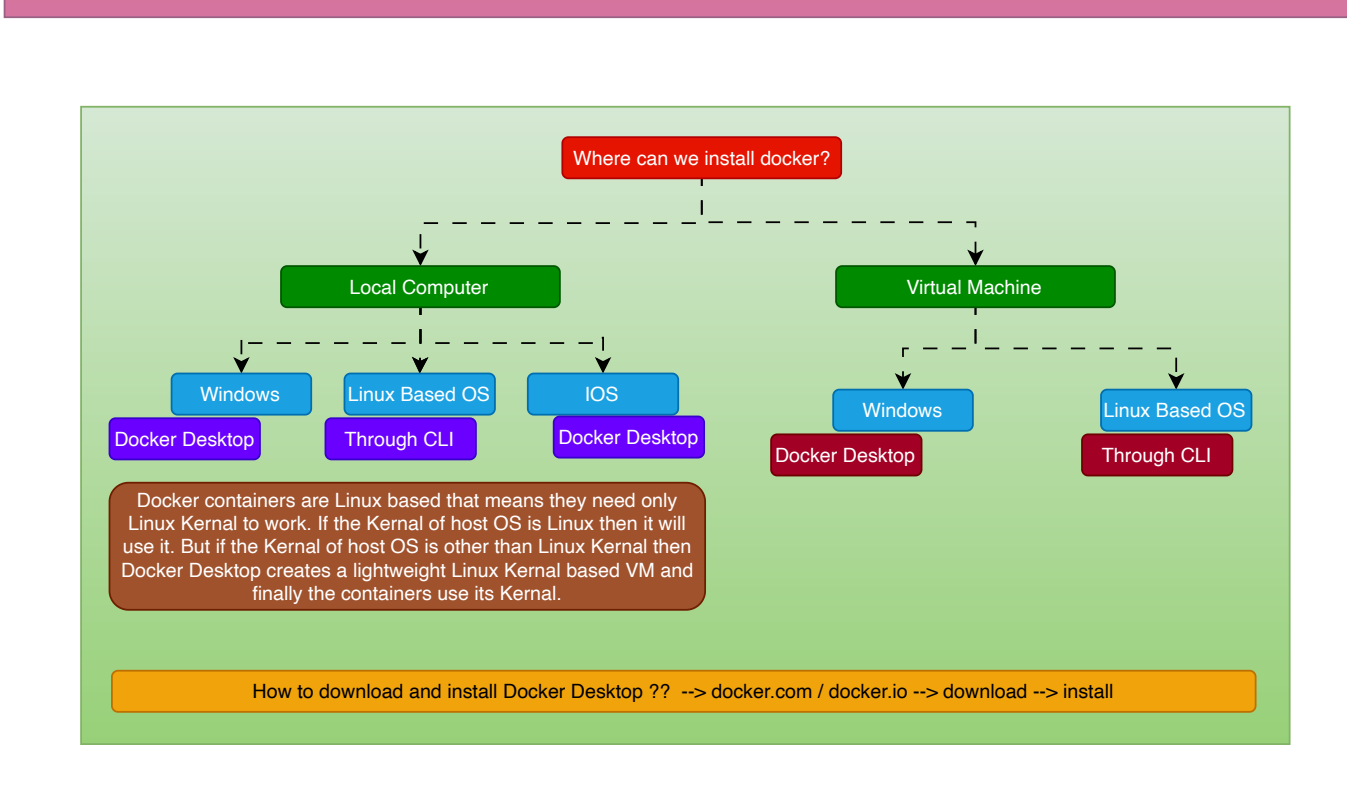 Where can we install docker?
Local Computer
Virtual Machine
Windows
Linux Based OS
IOS
Docker Desktop
Through CLI
Docker Desktop
Windows
Linux Based OS
Docker Desktop
Through CLI
Docker containers are Linux based that means they need only
Linux Kernal to work. If the Kernal of host OS is Linux then it will
use it. But if the Kernal of host OS is other than Linux Kernal then
Docker Desktop creates a lightweight Linux Kernal based VM and
finally the containers use its Kernal.
How to download and install Docker Desktop ?? --> docker.com / docker.io --> download --> install